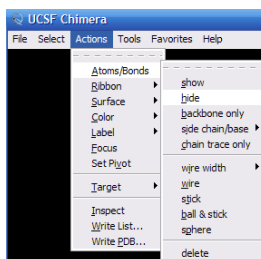 UCSF Chimera
File Select Actions Tools Favorites Help
Atoms/Bonds
Ribbon
Surface
Color
Label
Focus
Set Pivot
Target
Inspect
Write List...
Write PDB...
show
hide
backbone only
side chain/base
chain trace only
wire width
wire
stick
ball & stick
sphere
delete